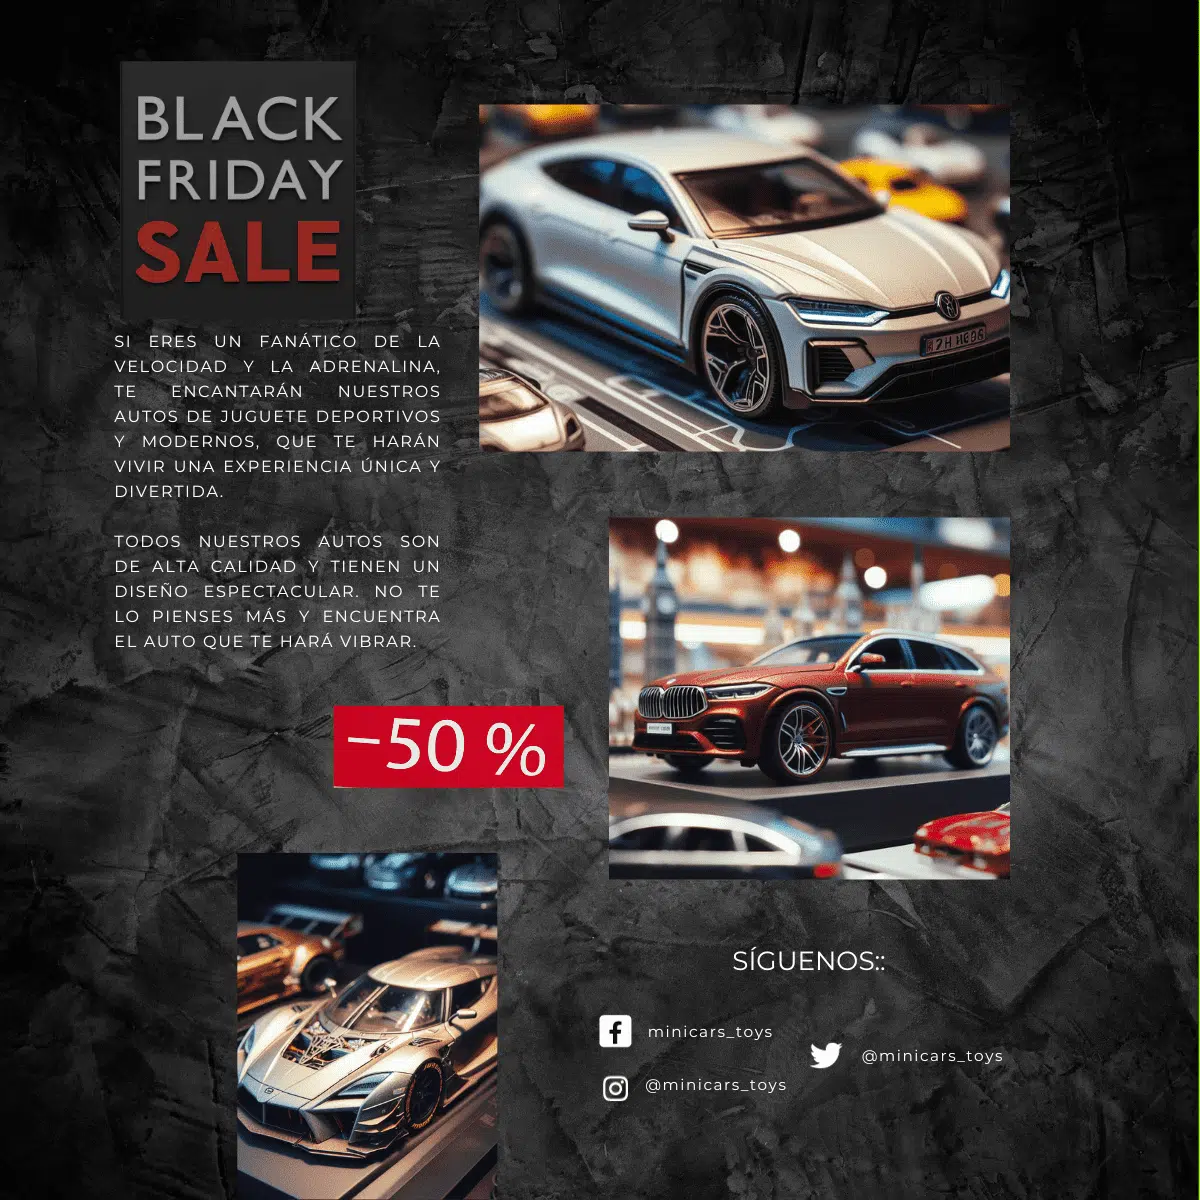 BLACK
FRIDAY
SALE
SI ERES UN FANÁTICO DE LA
VELOCIDAD Y LA ADRENALINA,
TE ENCANTARÁN NUESTROS
AUTOS DE JUGUETE DEPORTIVOS
Y MODERNOS, QUE TE HARÁN
VIVIR UNA EXPERIENCIA ÚNICA Y
DIVERTIDA.
TODOS NUESTROS AUTOS SON
DE ALTA CALIDAD Y TIENEN UN
DISEÑO ESPECTACULAR. NO TE
LO PIENSES MÁS Y ENCUENTRA
EL AUTO QUE TE HARÁ VIBRAR.
–50 %
SÍGUENOS::
minicars_toys
@minicars_toys
@minicars_toys